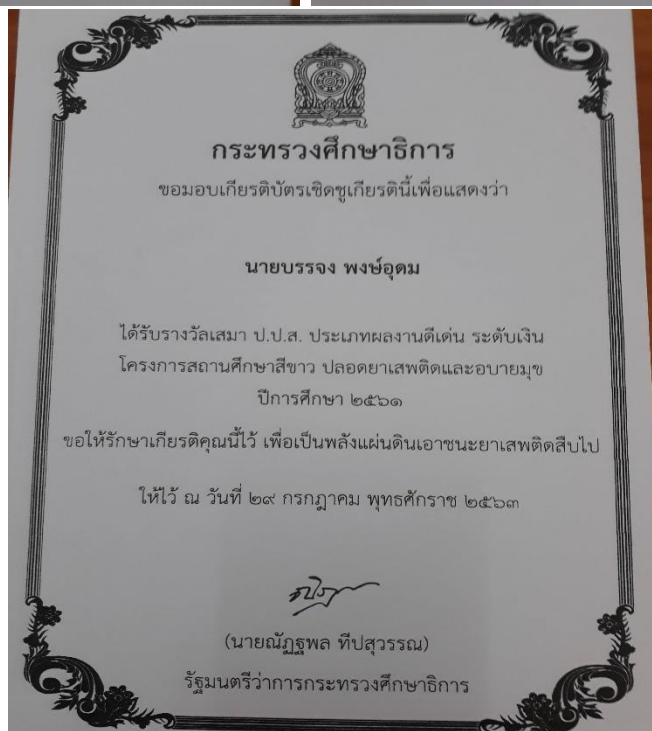 กระทรวงศึกษาธิการ
ขอมอบเกียรติบัตรเชิดชูเกียรตินี้เพื่อแสดงว่า
นายบรรจง พงษ์อุดม
ได้รับรางวัลเสมา ป.ป.ส. ประเภทผลงานดีเด่น ระดับเงิน
โครงการสถานศึกษาสีขาว ปลอดยาเสพติดและอบายมุข
ปีการศึกษา ๒๕๖๑
ขอให้รักษาเกียรติคุณนี้ไว้ เพื่อเป็นพลังแผ่นดินเอาชนะยาเสพติดสืบไป
ให้ไว้ ณ วันที่ ๒๙ กรกฎาคม พุทธศักราช ๒๕๖๓
(นายณัฏฐพล ทีปสุวรรณ)
รัฐมนตรีว่าการกระทรวงศึกษาธิการ